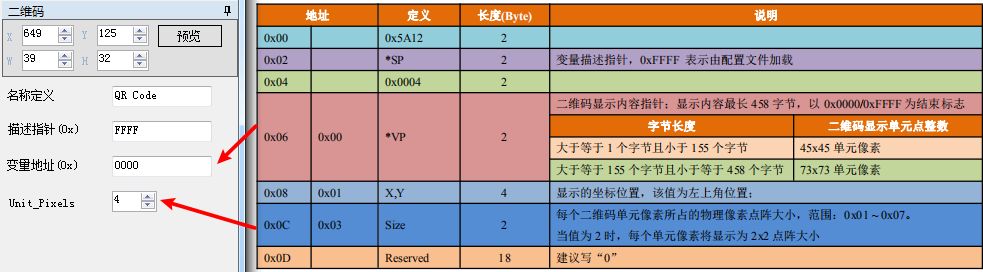 二维码
X 649 Y 125 预览
W 39 H 32
名称定义 QR Code
描述指针(0x) FFFF
变量地址(0x) 0000
Unit_Pixels 4
地址 定义 长度(Byte) 说明
0x00 0x5A12 2
0x02 *SP 2 变量描述指针，0xFFFF 表示由配置文件加载
0x04 0x0004 2
0x06 0x00 *VP 2 二维码显示内容指针；显示内容最长 458 字节，以 0x0000/0xFFFF 为结束标志
字节长度 二维码显示单元点整数
大于等于 1 个字节且小于 155 个字节 45x45 单元像素
大于等于 155 个字节且小于等于 458 个字节 73x73 单元像素
0x08 0x01 X,Y 4 显示的坐标位置，该值为左上角位置；
0x0C 0x03 Size 2 每个二维码单元像素所占的物理像素点阵大小，范围：0x01～0x07。
当值为 2 时，每个单元像素将显示为 2x2 点阵大小
0x0D Reserved 18 建议写“0”